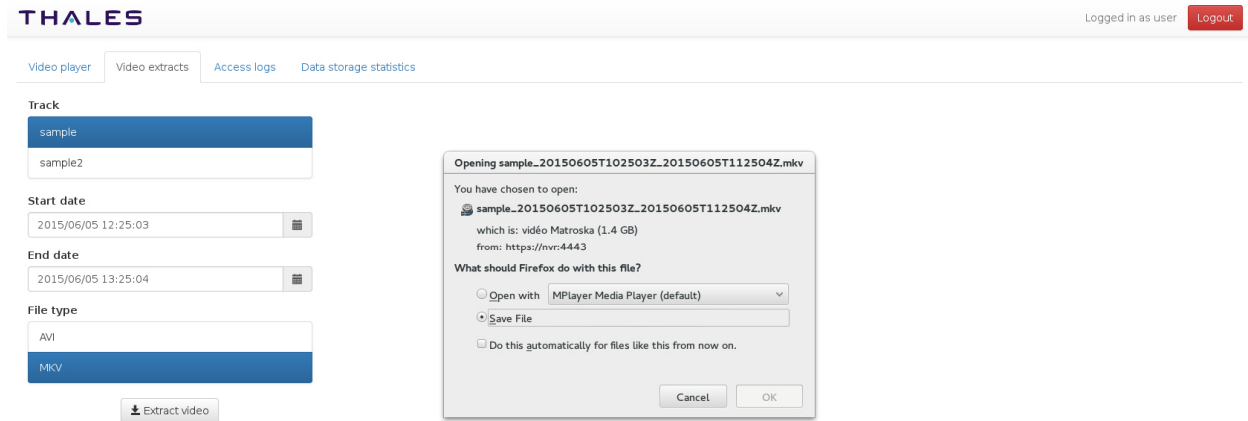 THALES
Logged in as user Logout
Video player Video extracts Access logs Data storage statistics
Track
sample
sample2
Start date
2015/06/05 12:25:03
End date
2015/06/05 13:25:04
File type
AVI
MKV
Extract video
Opening sample_20150605T102503Z_20150605T112504Z.mkv
You have chosen to open:
sample_20150605T102503Z_20150605T112504Z.mkv
which is: vidéo Matroska (1.4 GB)
from: https://nvr:4443
What should Firefox do with this file?
Open with MPlayer Media Player (default)
Save File
Do this automatically for files like this from now on.
Cancel OK